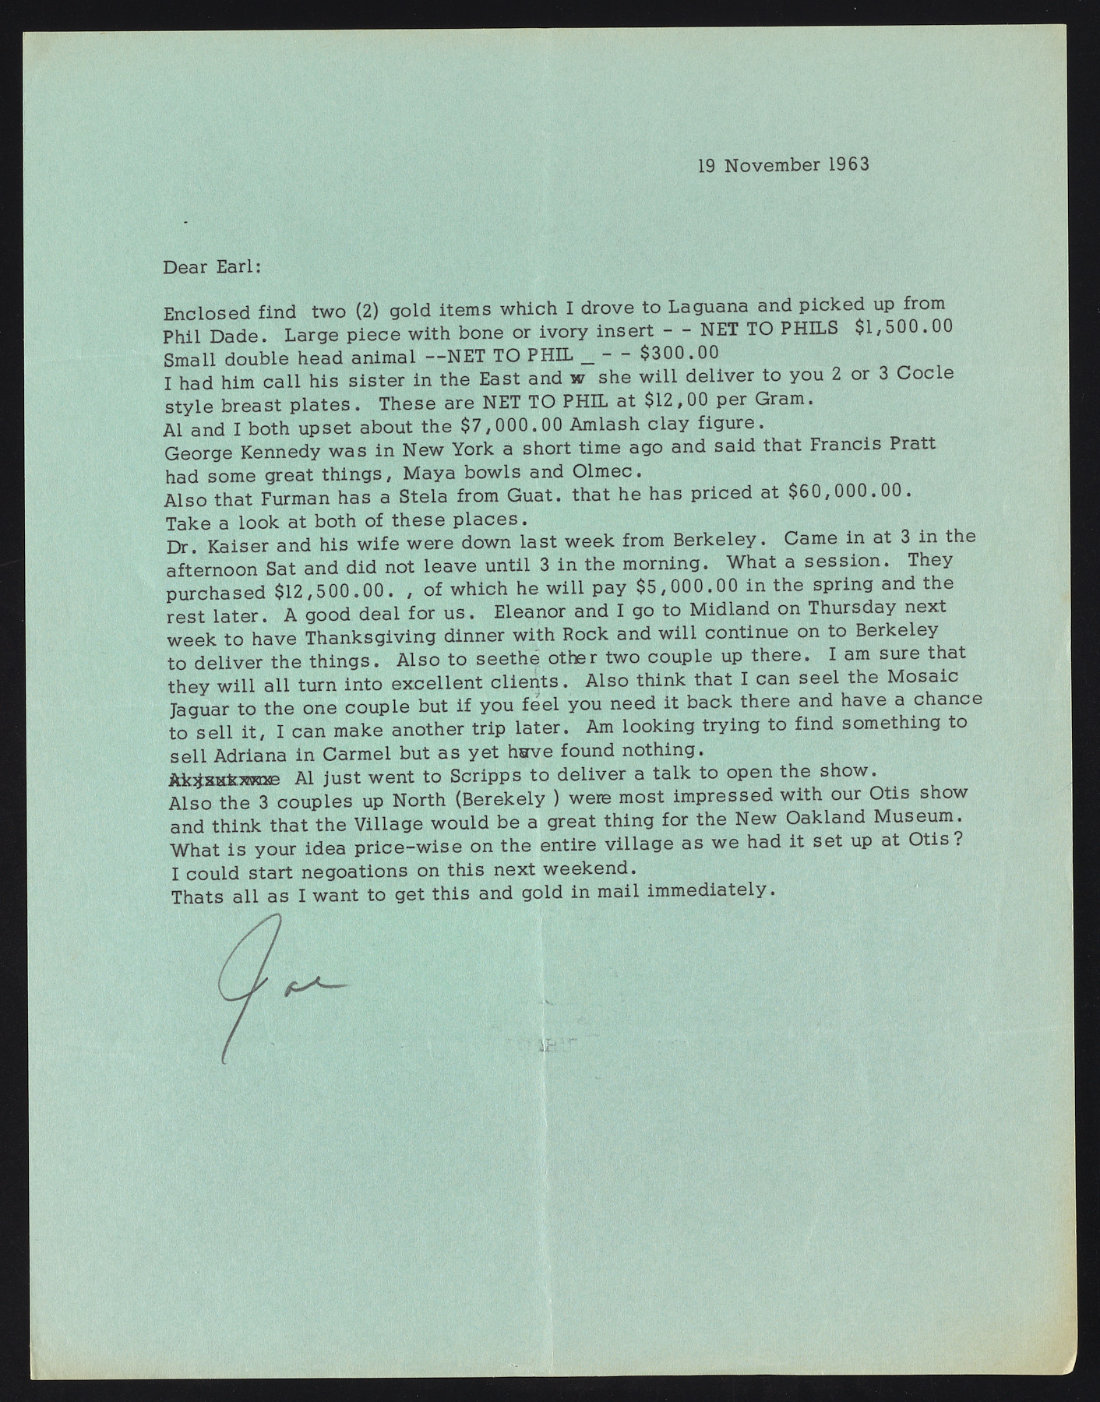 19 November 1963
Dear Earl:
Enclosed find two (2) gold items which I drove to Laguana and picked up from
Phil Dade. Large piece with bone or ivory insert - - NET TO PHILS $1,500.00
Small double head animal --NET TO PHIL _ - - $300.00
I had him call his sister in the East and w she will deliver to you 2 or 3 Cocle
style breast plates. These are NET TO PHIL at $12,00 per Gram.
Al and I both upset about the $7,000.00 Amlash clay figure.
George Kennedy was in New York a short time ago and said that Francis Pratt
had some great things, Maya bowls and Olmec.
Also that Furman has a Stela from Guat. that he has priced at $60,000.00.
Take a look at both of these places.
Dr. Kaiser and his wife were down last week from Berkeley. Came in at 3 in the
afternoon Sat and did not leave until 3 in the morning. What a session. They
purchased $12,500.00. , of which he will pay $5,000.00 in the spring and the
rest later. A good deal for us. Eleanor and I go to Midland on Thursday next
week to have Thanksgiving dinner with Rock and will continue on to Berkeley
to deliver the things. Also to seethe other two couple up there. I am sure that
they will all turn into excellent clients. Also think that I can seel the Mosaic
Jaguar to the one couple but if you feel you need it back there and have a chance
to sell it, I can make another trip later. Am looking trying to find something to
sell Adriana in Carmel but as yet have found nothing.
Al just went to Scripps to deliver a talk to open the show.
Also the 3 couples up North (Berekely ) were most impressed with our Otis show
and think that the Village would be a great thing for the New Oakland Museum.
What is your idea price-wise on the entire village as we had it set up at Otis?
I could start negoations on this next weekend.
Thats all as I want to get this and gold in mail immediately.
Joe